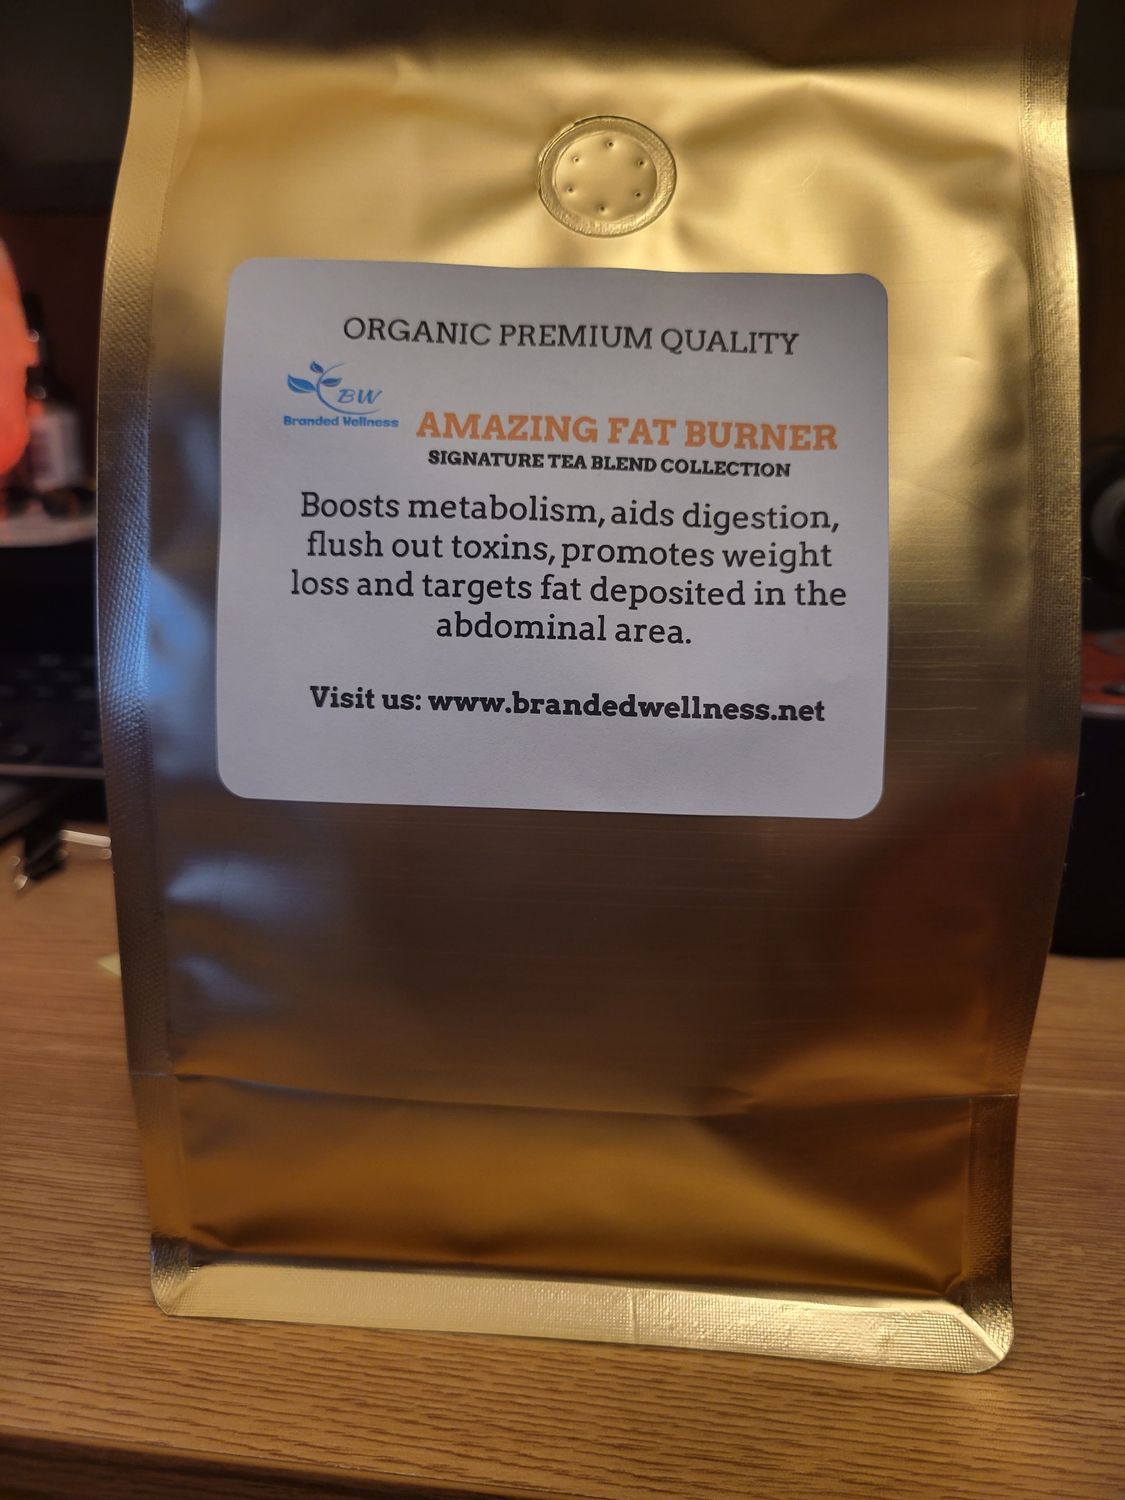 ORGANIC PREMIUM QUALITY
BW
Branded Wellness
AMAZING FAT BURNER
SIGNATURE TEA BLEND COLLECTION
Boosts metabolism, aids digestion,
flush out toxins, promotes weight
loss and targets fat deposited in the
abdominal area.
Visit us: www.brandedwellness.net